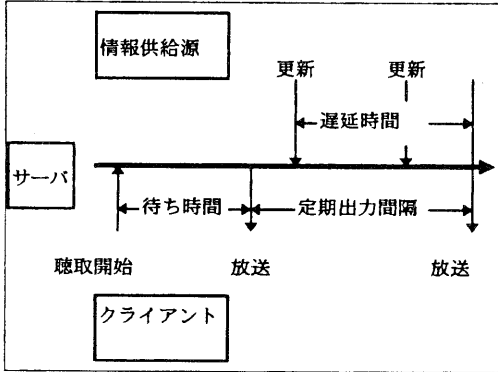 情報供給源
更新
更新
遅延時間
サーバ
待ち時間
定期出力間隔
聴取開始
放送
放送
クライアント